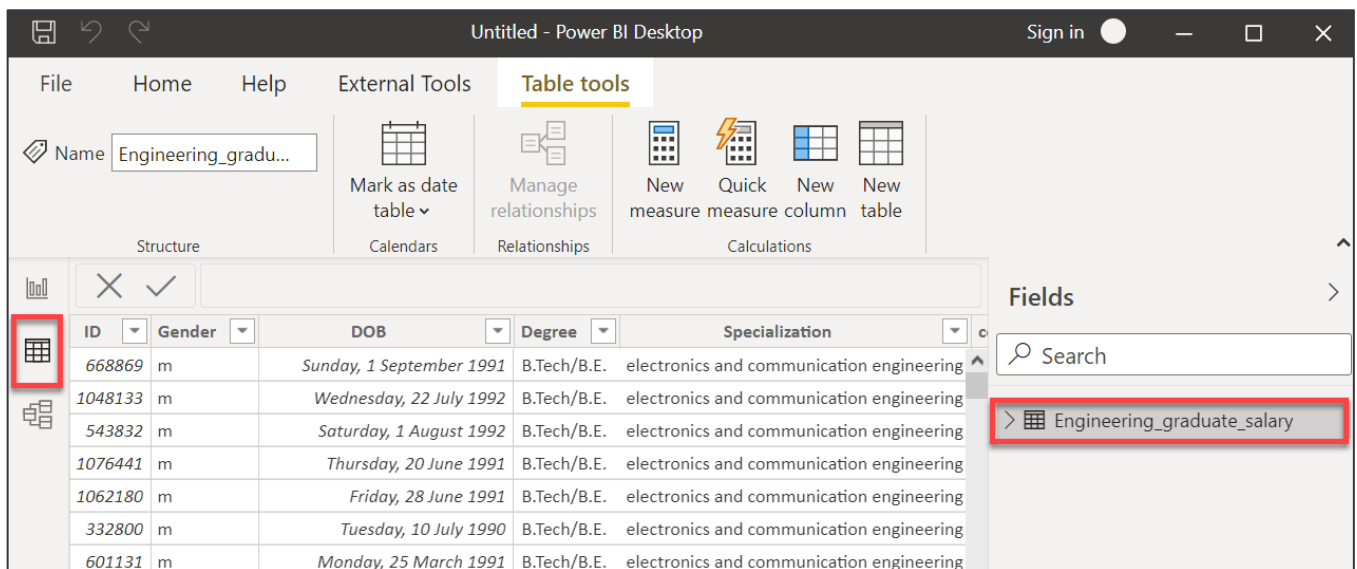 Untitled - Power BI Desktop Sign in
File Home Help External Tools Table tools
Name Engineering_gradu...
Mark as date table
Manage relationships
New measure
Quick measure
New column
New table
Structure Calendars Relationships Calculations
Fields
ID Gender DOB Degree Specialization
Search
668869 m Sunday, 1 September 1991 B.Tech/B.E. electronics and communication engineering
1048133 m Wednesday, 22 July 1992 B.Tech/B.E. electronics and communication engineering
Engineering_graduate_salary
543832 m Saturday, 1 August 1992 B.Tech/B.E. electronics and communication engineering
1076441 m Thursday, 20 June 1991 B.Tech/B.E. electronics and communication engineering
1062180 m Friday, 28 June 1991 B.Tech/B.E. electronics and communication engineering
332800 m Tuesday, 10 July 1990 B.Tech/B.E. electronics and communication engineering
601131 m Monday, 25 March 1991 B.Tech/B.E. electronics and communication engineering